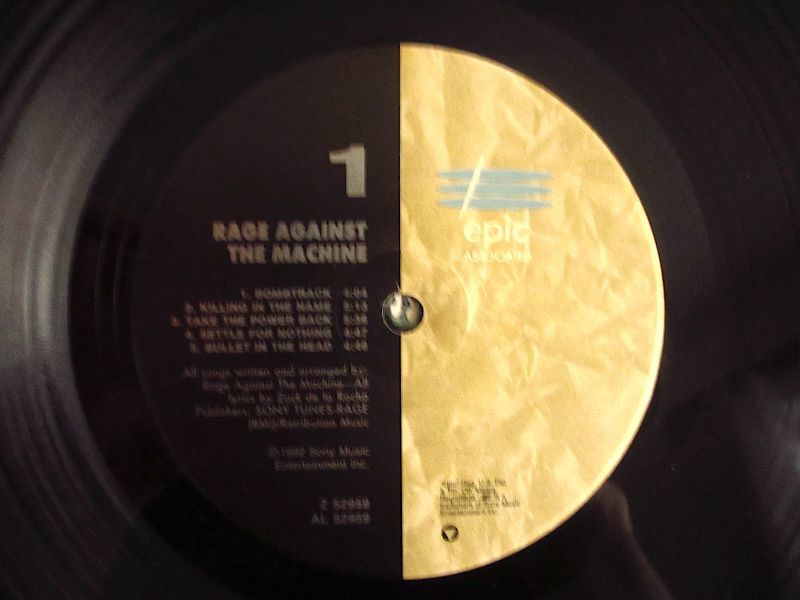 1
RAGE AGAINST
THE MACHINE
1. BOMBTRACK 4:04
2. KILLING IN THE NAME 5:13
3. TAKE THE POWER BACK 5:36
4. SETTLE FOR NOTHING 4:47
5. BULLET IN THE HEAD 5:08
All songs written and arranged by:
Rage Against The Machine. All
lyrics by Zack de la Rocha
Publishers: SONY TUNES/RAGE
(BMI)/Retribution Music
©1992 Sony Music
Entertainment Inc.
Z 52959
AL 52959
epic
ASSOCIATED